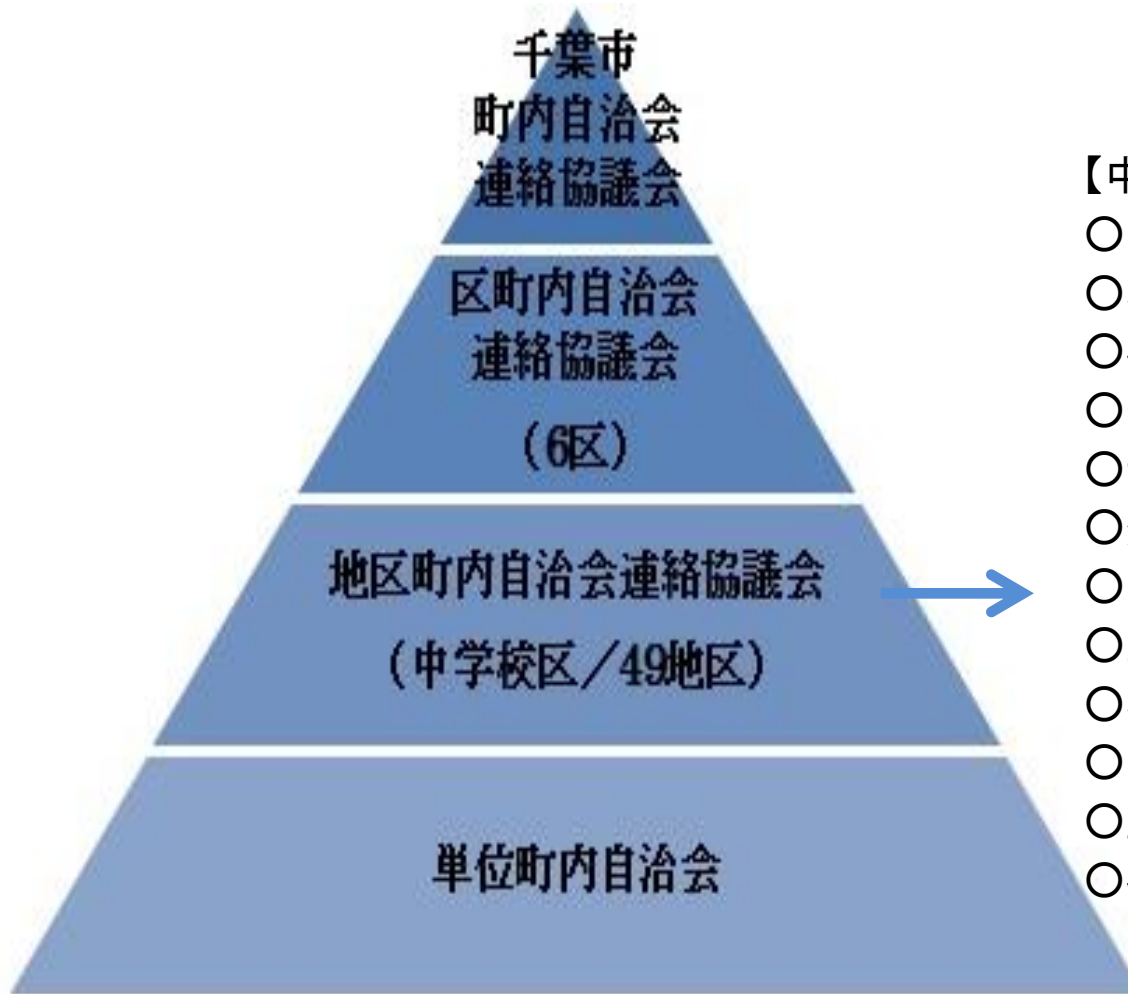 千葉市
町内自治会
連絡協議会
区町内自治会
連絡協議会
(6区)
地区町内自治会連絡協議会
(中学校区／49地区)
単位町内自治会
【
○
○
○
○
○
○
○
○
○
○
○
○